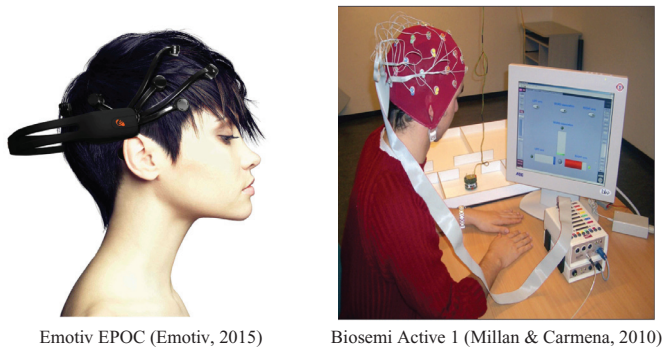 Emotiv EPOC (Emotiv, 2015)
Biosemi Active 1 (Millan & Carmena, 2010)